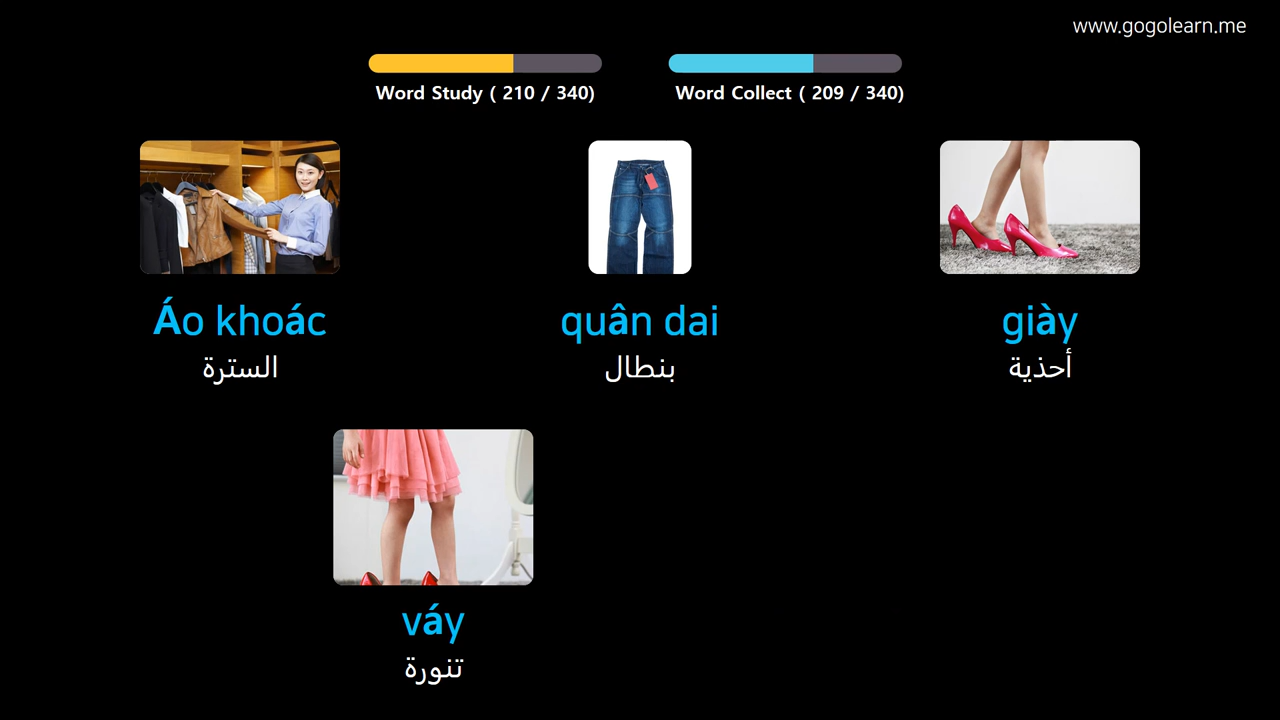 www.gogolearn.me
Word Study ( 210 / 340)
Word Collect ( 209 / 340)
Áo khoác
السترة
quân dai
بنطال
giày
أحذية
váy
تنورة